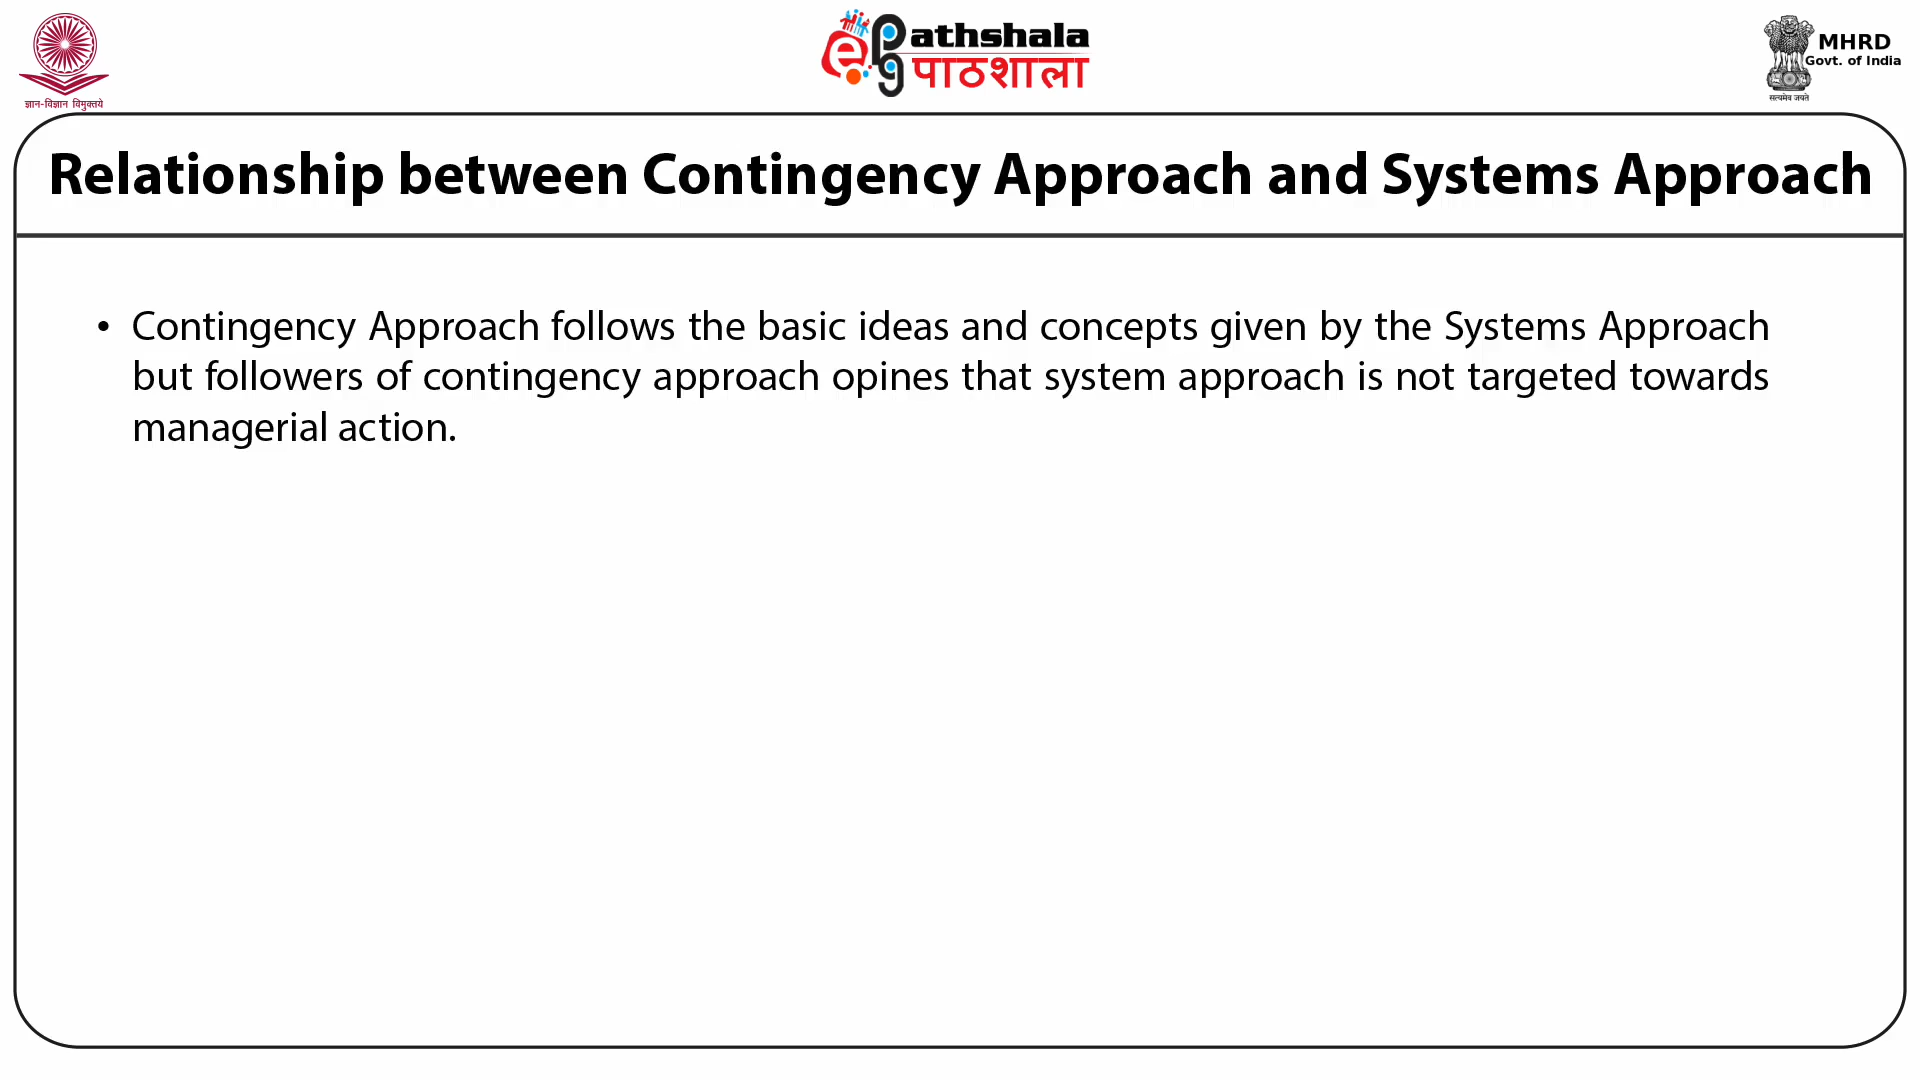 ज्ञान-विज्ञान विमुक्तये
e PG athshala
पाठशाला
MHRD
Govt. of India
सत्यमेव जयते
Relationship between Contingency Approach and Systems Approach
• Contingency Approach follows the basic ideas and concepts given by the Systems Approach
but followers of contingency approach opines that system approach is not targeted towards
managerial action.